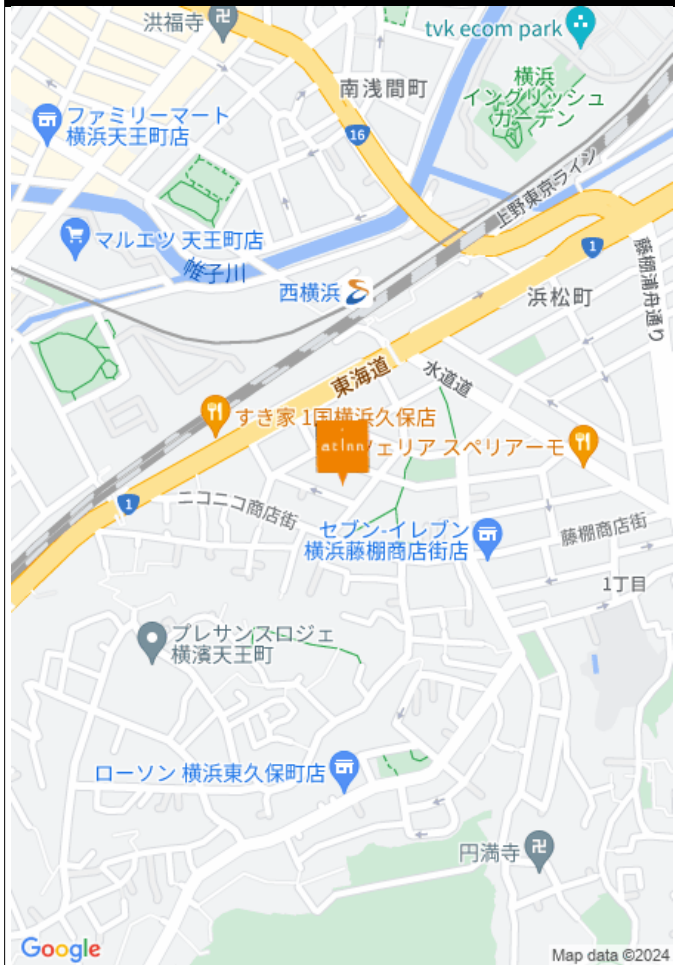 洪福寺
tvk ecom park
南浅間町
横浜
イングリッシュ
ガーデン
ファミリーマート
横浜天王町店
16
上野東京ライン
マルエツ 天王町店
帷子川
1
藤棚浦舟通り
西横浜
浜松町
東海道
水道道
すき家 1国横浜久保店
atinn
ェリア スペリアーモ
1
ニコニコ商店街
セブン-イレブン
横浜藤棚商店街店
藤棚商店街
1丁目
プレサンスロジェ
横濱天王町
ローソン 横浜東久保町店
円満寺
Google
Map data ©2024